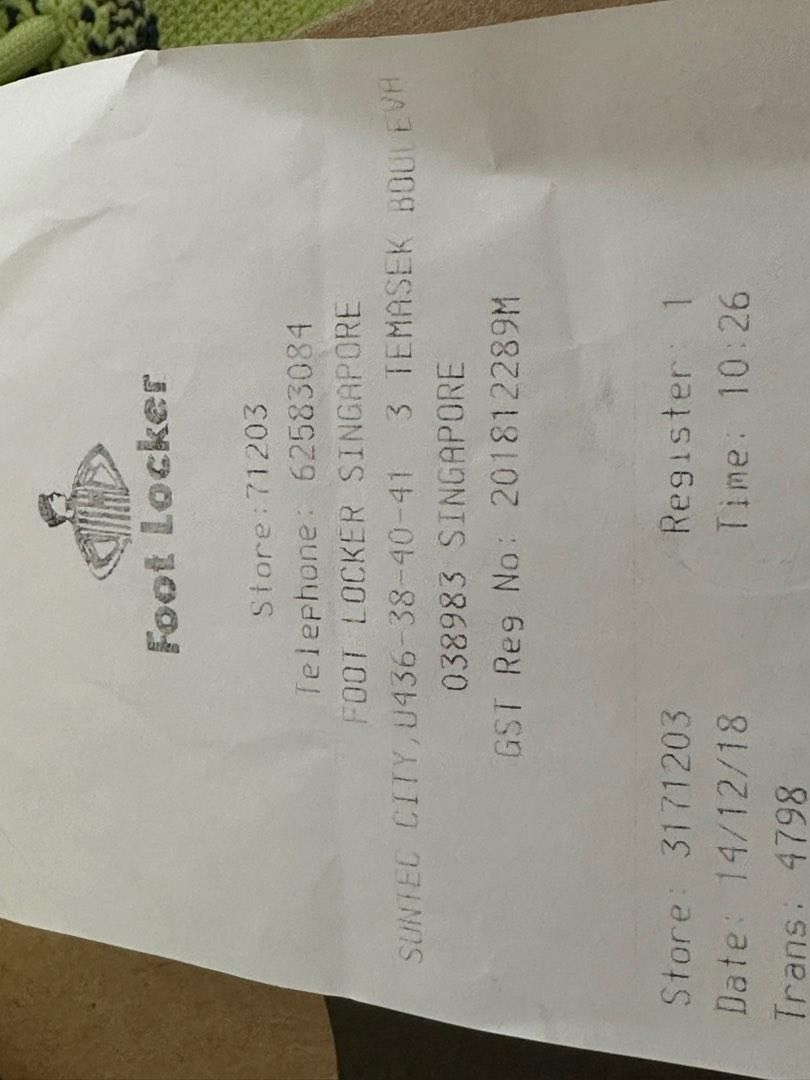 Foot Locker
Store:71203
Telephone: 62583084
FOOT LOCKER SINGAPORE
SUNTEC CITY,U436-38-40-41 3 TEMASEK BOULEVA
038983 SINGAPORE
GST Reg No: 201812289M
Store: 3171203 Register: 1
Date: 14/12/18 Time: 10:26
Trans.: 4798